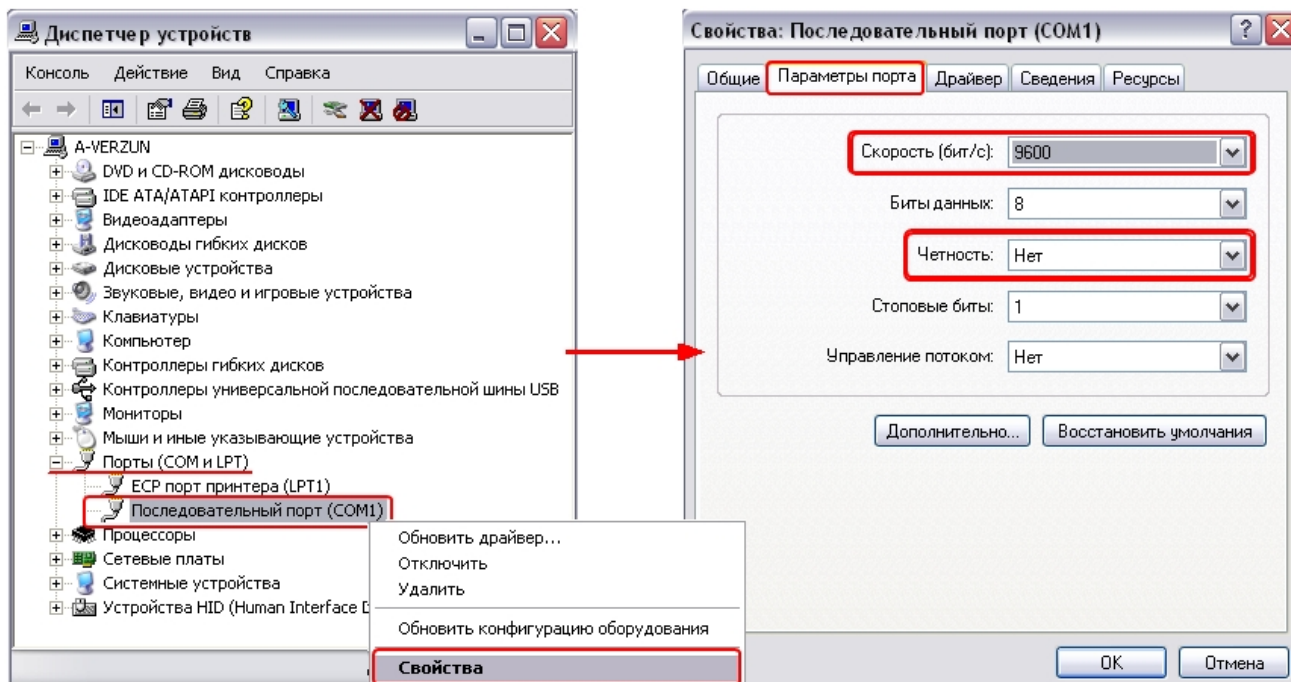 Диспетчер устройств
Консоль Действие Вид Справка
A-VERZUN
DVD и CD-ROM дисководы
IDE ATA/ATAPI контроллеры
Видеоадаптеры
Дисководы гибких дисков
Дисковые устройства
Звуковые, видео и игровые устройства
Клавиатуры
Компьютер
Контроллеры гибких дисков
Контроллеры универсальной последовательной шины USB
Мониторы
Мыши и иные указывающие устройства
Порты (COM и LPT)
ECP порт принтера (LPT1)
Последовательный порт (COM1)
Процессоры
Сетевые платы
Системные устройства
Устройства HID (Human Interface
Обновить драйвер...
Отключить
Удалить
Обновить конфигурацию оборудования
Свойства
Свойства: Последовательный порт (COM1)
Общие Параметры порта Драйвер Сведения Ресурсы
Скорость (бит/с): 9600
Биты данных: 8
Четность: Нет
Стоповые биты: 1
Управление потоком: Нет
Дополнительно... Восстановить умолчания
OK Отмена